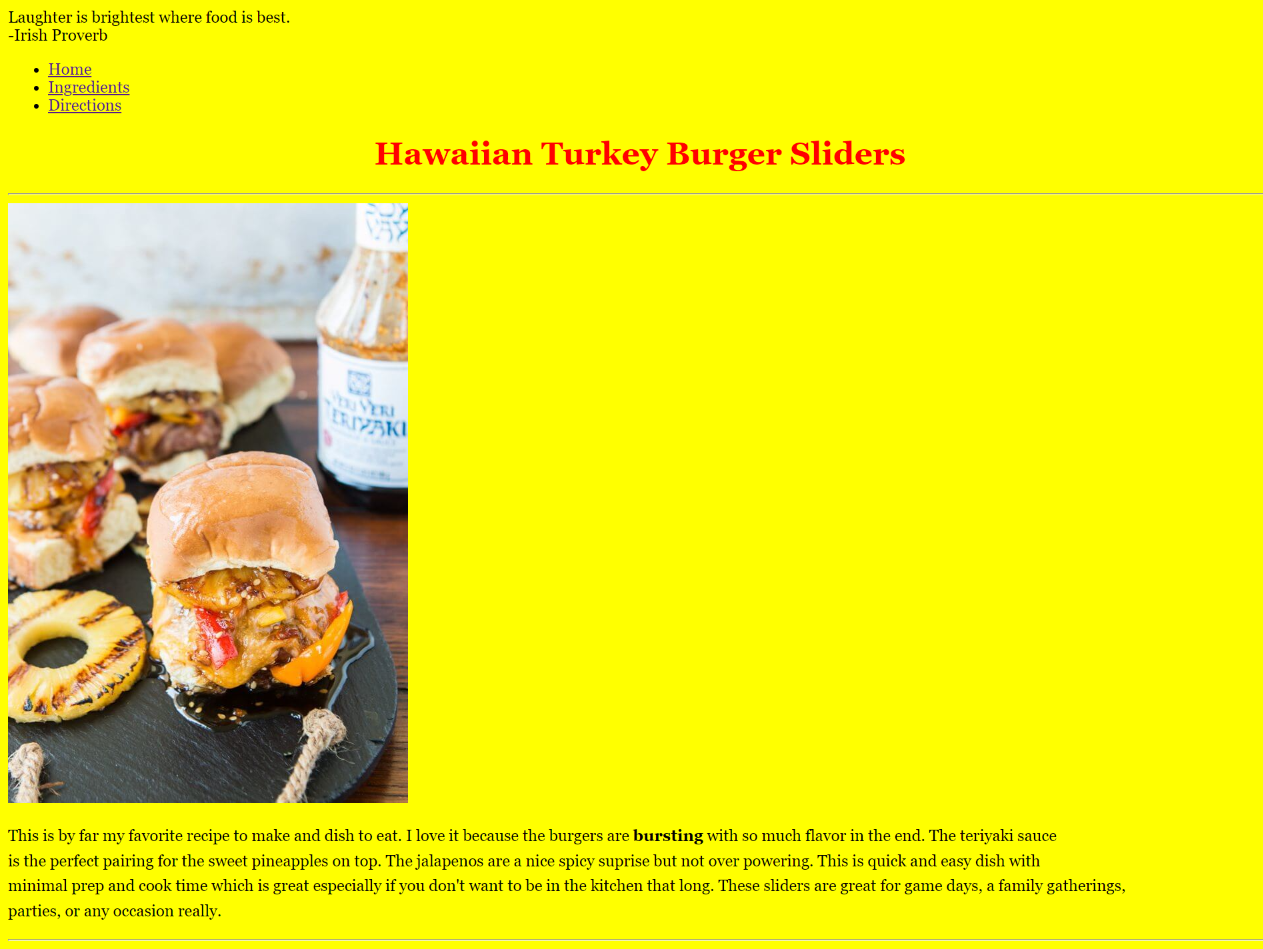 Laughter is brightest where food is best.
-Irish Proverb
Home
Ingredients
Directions
Hawaiian Turkey Burger Sliders
VAY
VERI VERI
TERIYAKI
This is by far my favorite recipe to make and dish to eat. I love it because the burgers are bursting with so much flavor in the end. The teriyaki sauce
is the perfect pairing for the sweet pineapples on top. The jalapenos are a nice spicy suprise but not over powering. This is quick and easy dish with
minimal prep and cook time which is great especially if you don't want to be in the kitchen that long. These sliders are great for game days, a family gatherings,
parties, or any occasion really.